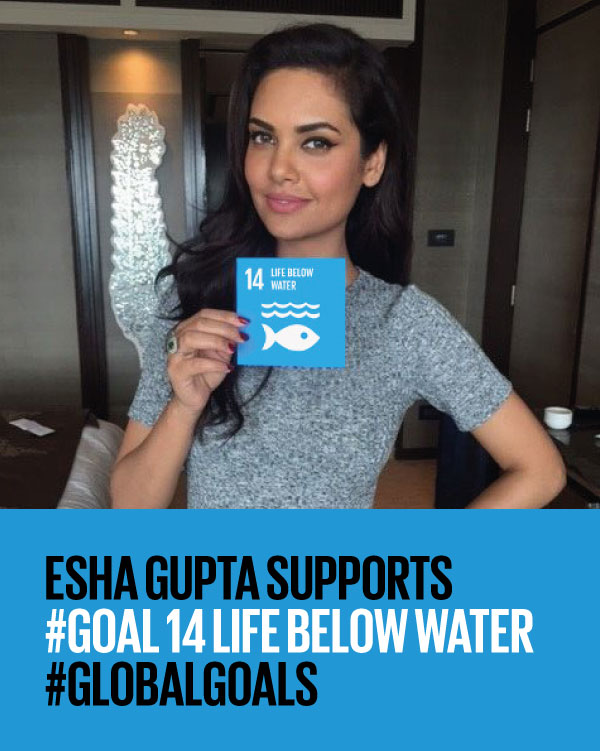 14 LIFE BELOW
WATER
ESHA GUPTA SUPPORTS
#GOAL 14 LIFE BELOW WATER
#GLOBALGOALS